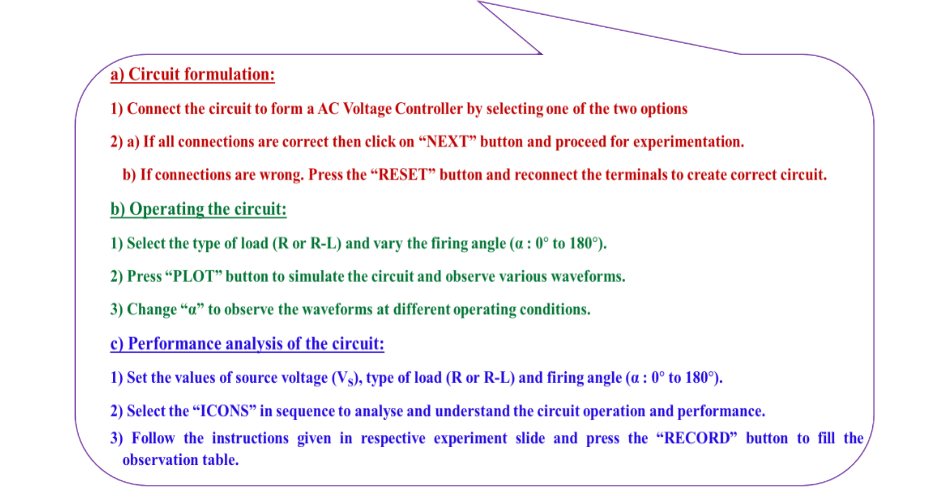 a) Circuit formulation:
1) Connect the circuit to form a AC Voltage Controller by selecting one of the two options
2) a) If all connections are correct then click on “NEXT” button and proceed for experimentation.
b) If connections are wrong. Press the “RESET” button and reconnect the terminals to create correct circuit.
b) Operating the circuit:
1) Select the type of load (R or R-L) and vary the firing angle (α : 0° to 180°).
2) Press “PLOT” button to simulate the circuit and observe various waveforms.
3) Change “α” to observe the waveforms at different operating conditions.
c) Performance analysis of the circuit:
1) Set the values of source voltage (VS), type of load (R or R-L) and firing angle (α : 0° to 180°).
2) Select the “ICONS” in sequence to analyse and understand the circuit operation and performance.
3) Follow the instructions given in respective experiment slide and press the “RECORD” button to fill the
observation table.